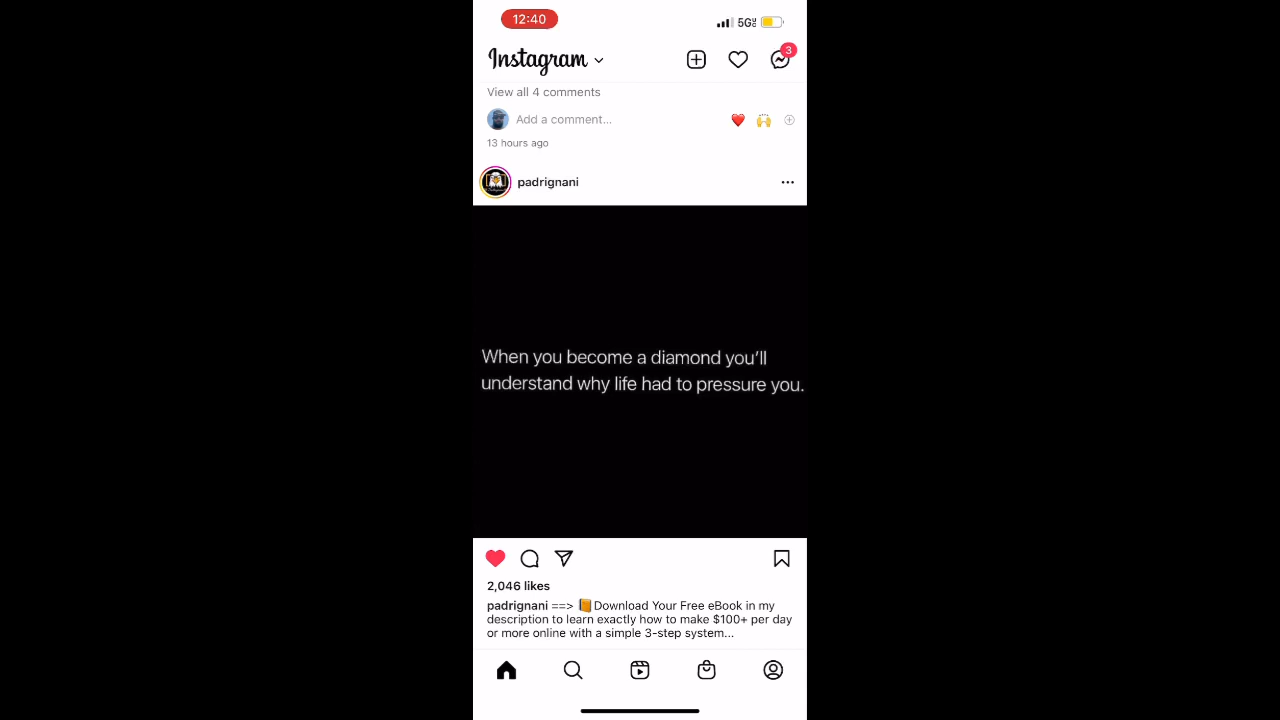 12:40
5G
Instagram
3
View all 4 comments
Add a comment...
13 hours ago
padrignani
When you become a diamond you'll
understand why life had to pressure you.
2,046 likes
padrignani ==> 📙Download Your Free eBook in my
description to learn exactly how to make $100+ per day
or more online with a simple 3-step system...